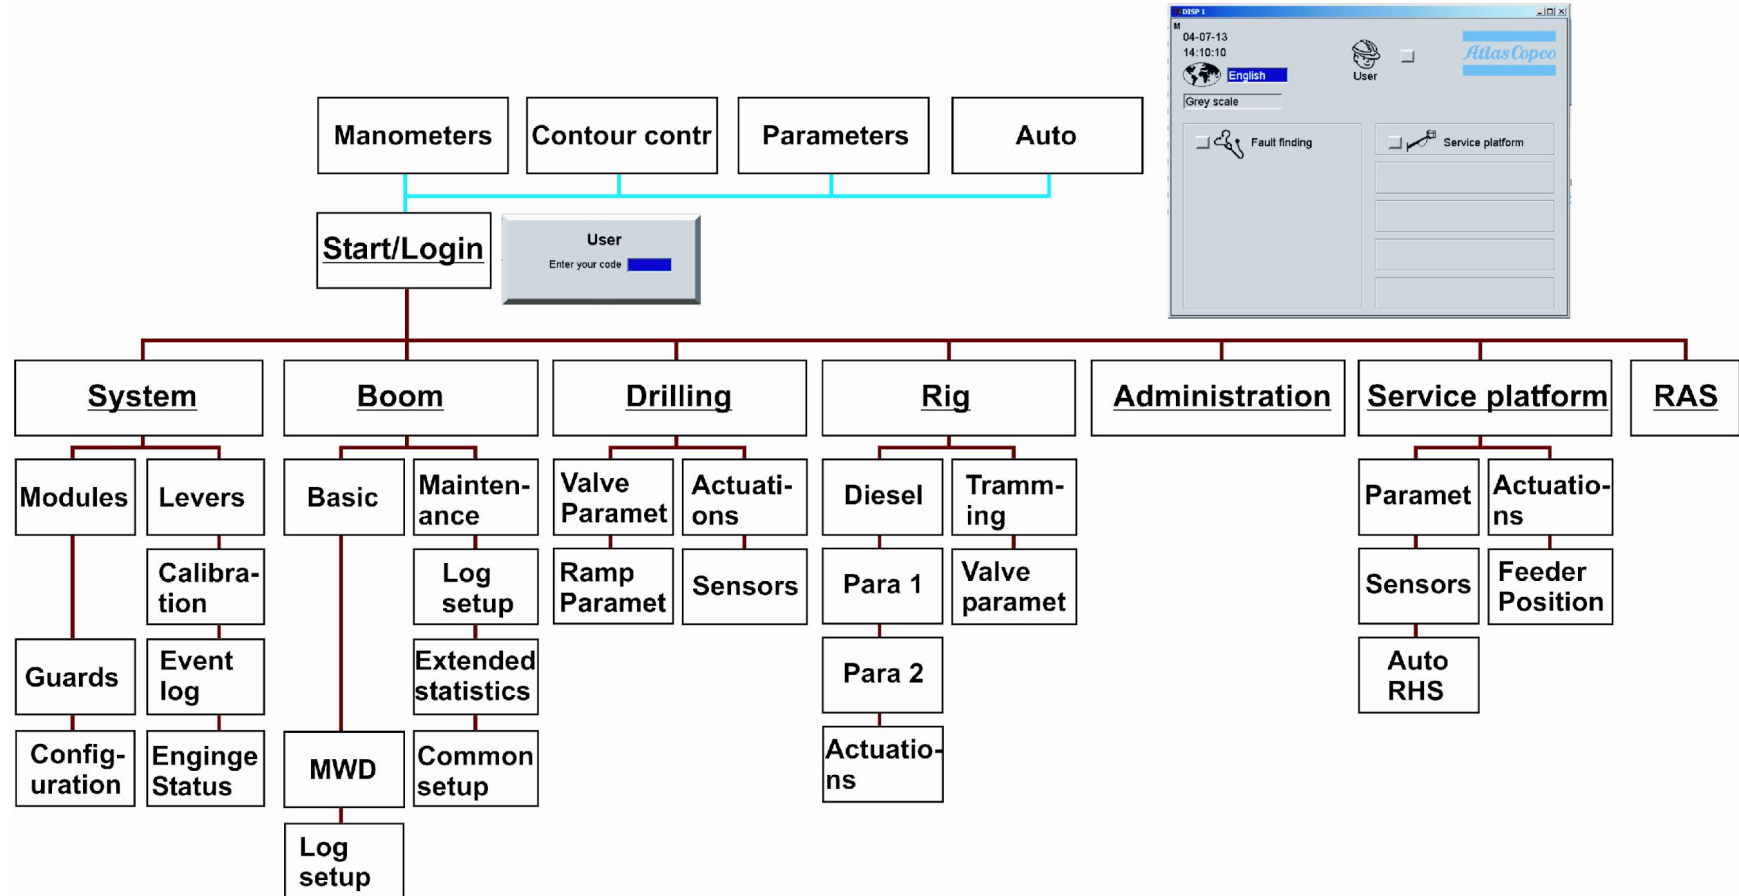 DISP 1
M
04-07-13
14:10:10
English
User
Atlas Copco
Grey scale
Fault finding
Service platform
Manometers
Contour contr
Parameters
Auto
Start/Login
User
Enter your code
System
Boom
Drilling
Rig
Administration
Service platform
RAS
Modules
Levers
Basic
Mainten-
ance
Valve
Paramet
Actuati-
ons
Diesel
Tramm-
ing
Paramet
Actuatio-
ns
Calibra-
tion
Log
setup
Ramp
Paramet
Sensors
Para 1
Valve
paramet
Sensors
Feeder
Position
Guards
Event
log
Extended
statistics
Para 2
Auto
RHS
Config-
uration
Enginge
Status
MWD
Common
setup
Actuatio-
ns
Log
setup